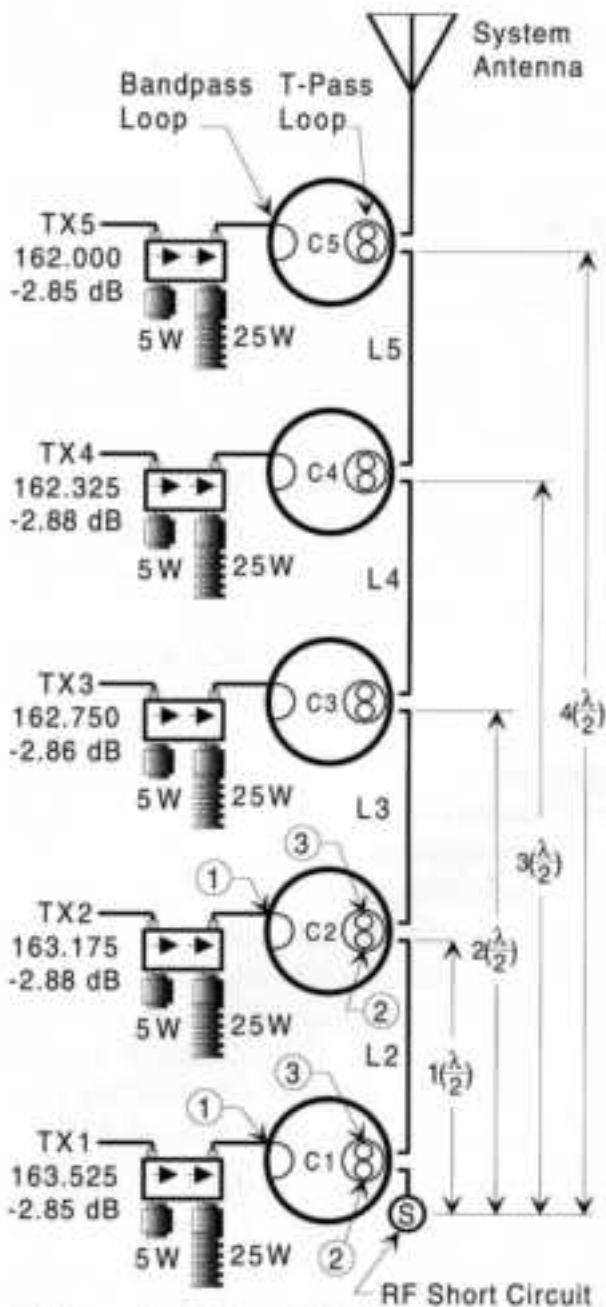 System
Antenna
Bandpass
Loop
T-Pass
Loop
TX5
162.000
-2.85 dB
5W
25W
C5
L5
TX4
162.325
-2.88 dB
5W
25W
C4
L4
4(λ/2)
TX3
162.750
-2.86 dB
5W
25W
C3
L3
3(λ/2)
1
3
TX2
163.175
-2.88 dB
5W
25W
C2
2
L2
2(λ/2)
1(λ/2)
1
3
TX1
163.525
-2.85 dB
5W
25W
C1
2
S
RF Short Circuit